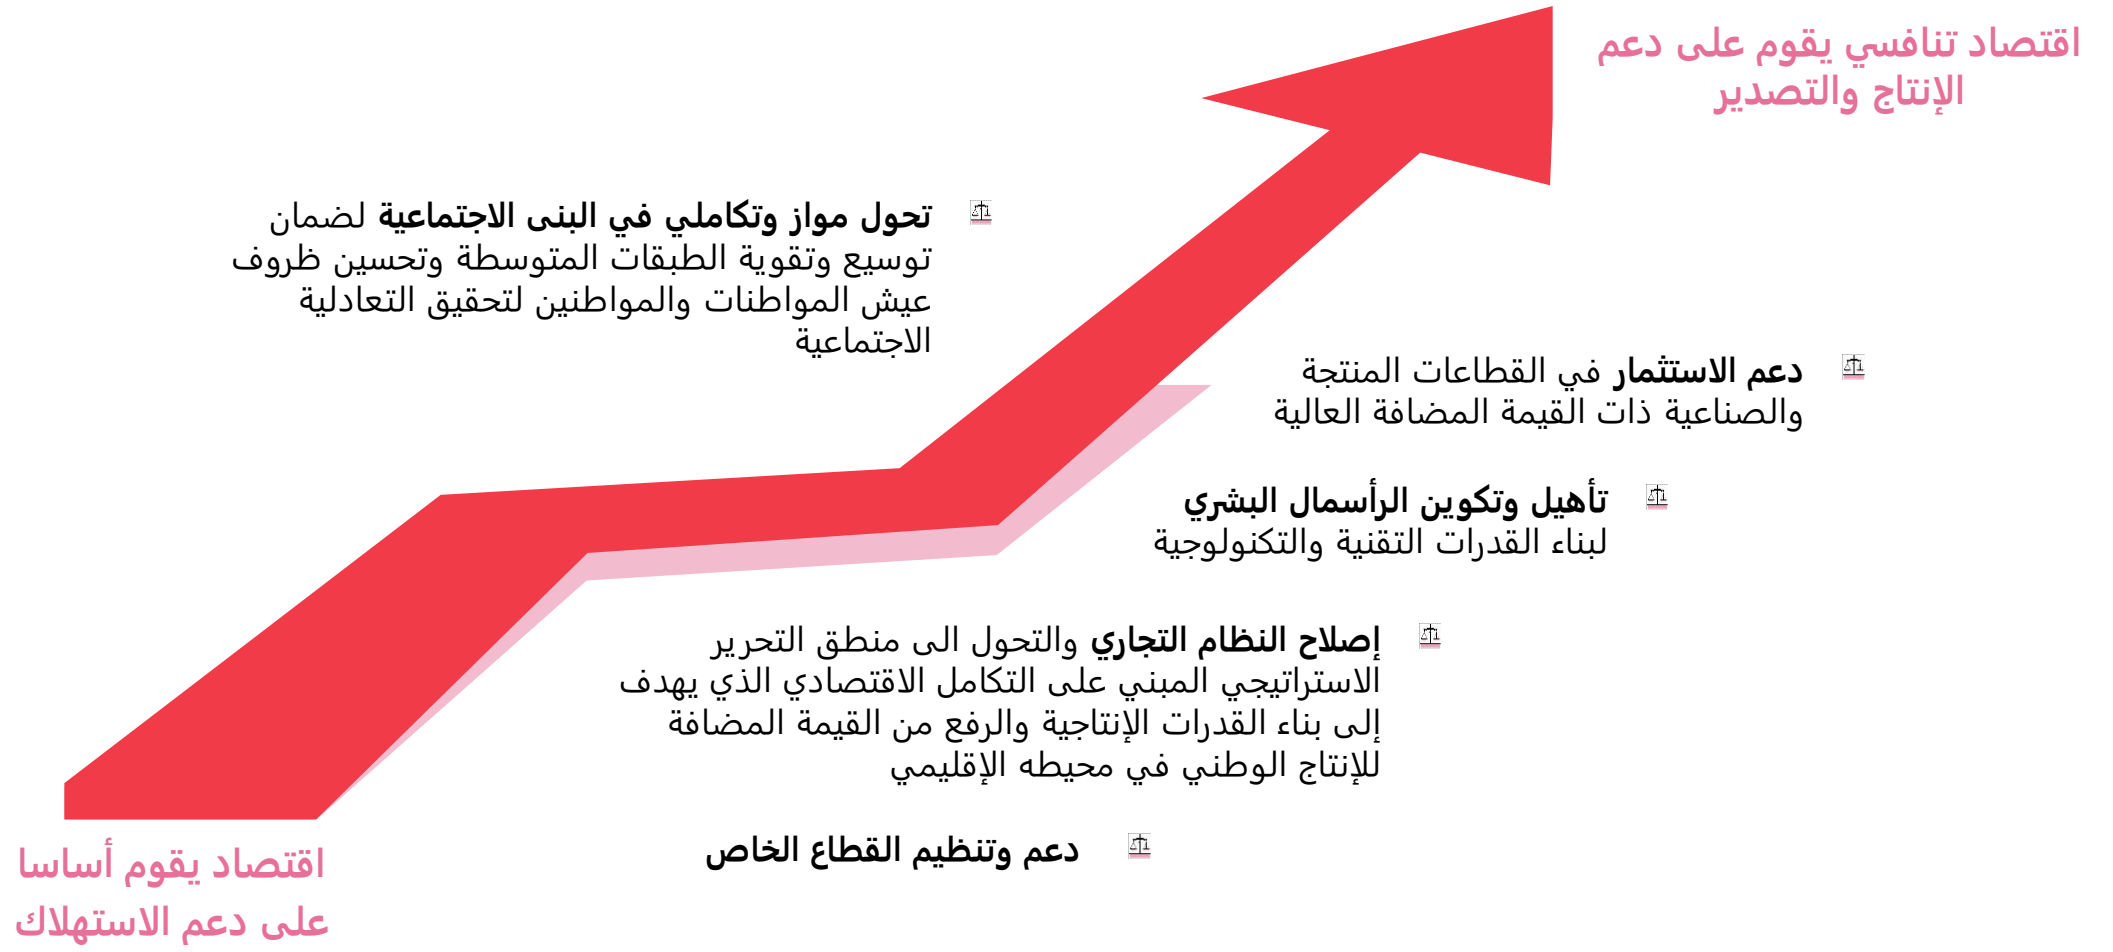 اقتصاد تنافسي يقوم على دعم
الإنتاج والتصدير
تحول مواز وتكاملي في البنى الاجتماعية لضمان
توسيع وتقوية الطبقات المتوسطة وتحسين ظروف
عيش المواطنات والمواطنين لتحقيق التعادلية
الاجتماعية
دعم الاستثمار في القطاعات المنتجة
والصناعية ذات القيمة المضافة العالية
تأهيل وتكوين الرأسمال البشري
لبناء القدرات التقنية والتكنولوجية
إصلاح النظام التجاري والتحول الى منطق التحرير
الاستراتيجي المبني على التكامل الاقتصادي الذي يهدف
إلى بناء القدرات الإنتاجية والرفع من القيمة المضافة
للإنتاج الوطني في محيطه الإقليمي
دعم وتنظيم القطاع الخاص
اقتصاد يقوم أساسا
على دعم الاستهلاك